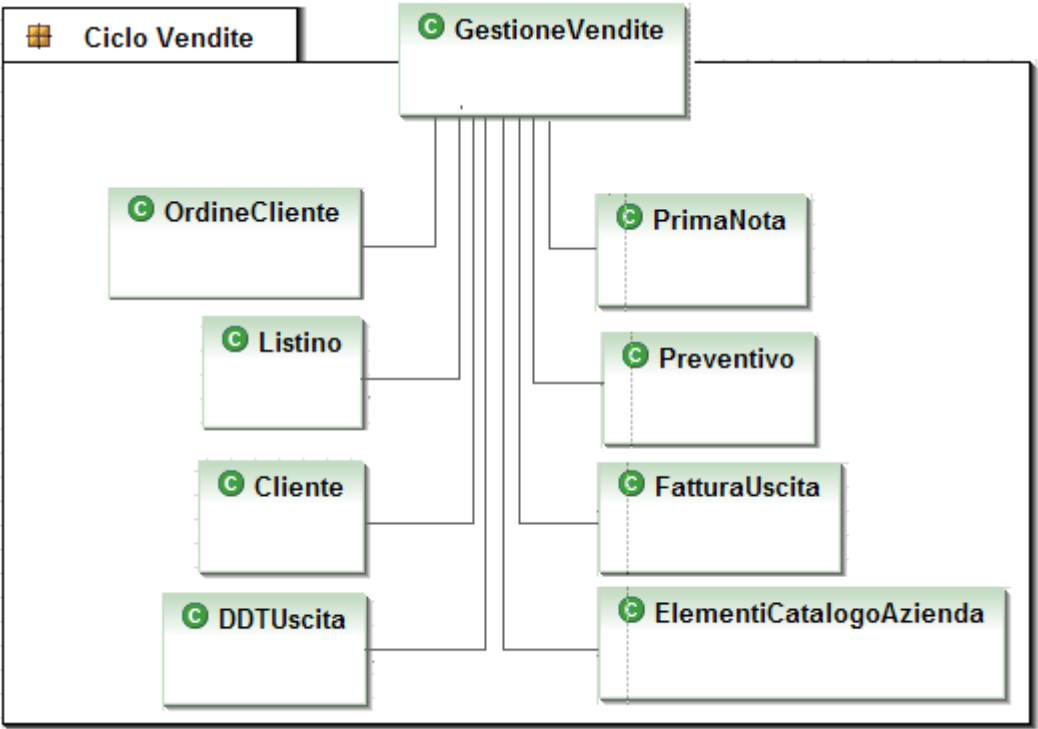 Ciclo Vendite
C GestioneVendite
C OrdineCliente
C PrimaNota
C Listino
C Preventivo
C Cliente
C FatturaUscita
C DDTUscita
C ElementiCatalogoAzienda